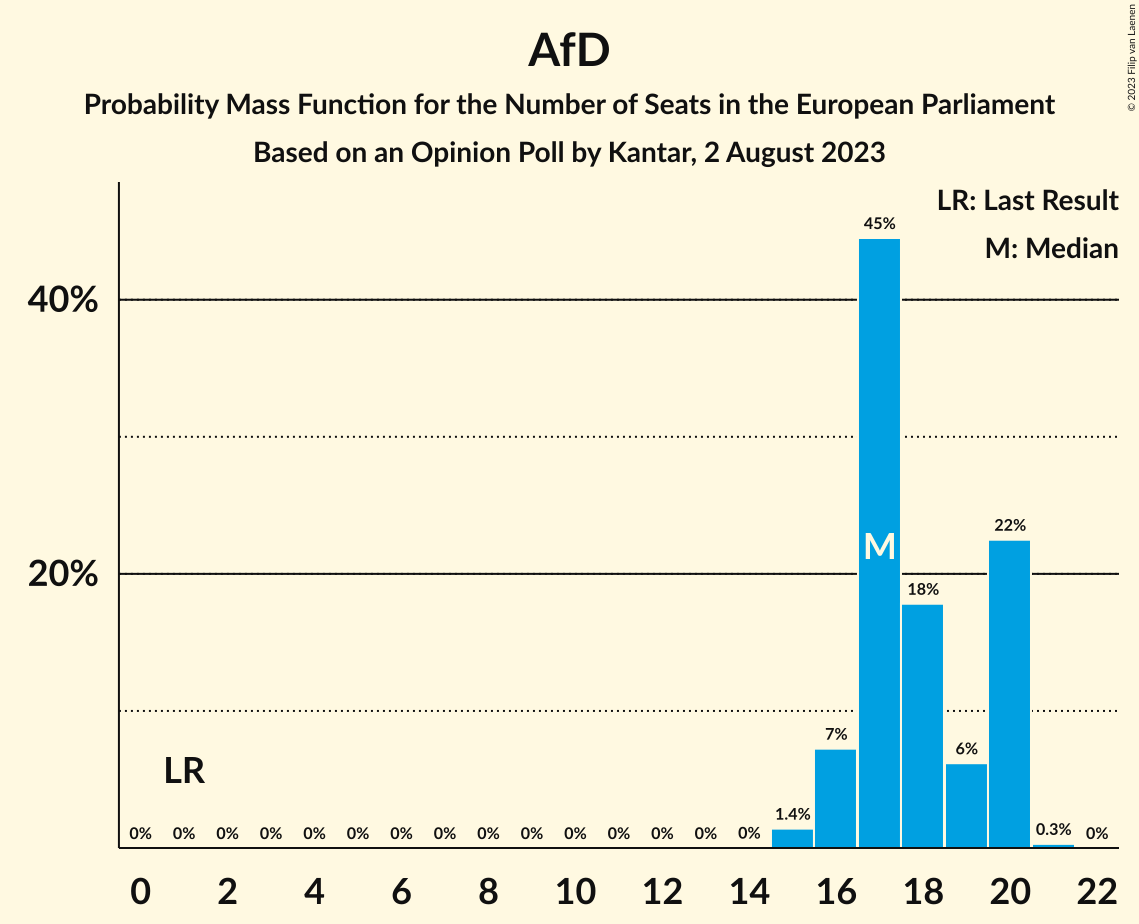 AfD
Probability Mass Function for the Number of Seats in the European Parliament
Based on an Opinion Poll by Kantar, 2 August 2023
© 2023 Filip van Laenen
LR: Last Result
M: Median
45%
40%
M
22%
20%
18%
7%
6%
LR
1.4%
0.3%
0% 0% 0% 0% 0% 0% 0% 0% 0% 0% 0% 0% 0% 0% 0% 0%
0 2 4 6 8 10 12 14 16 18 20 22